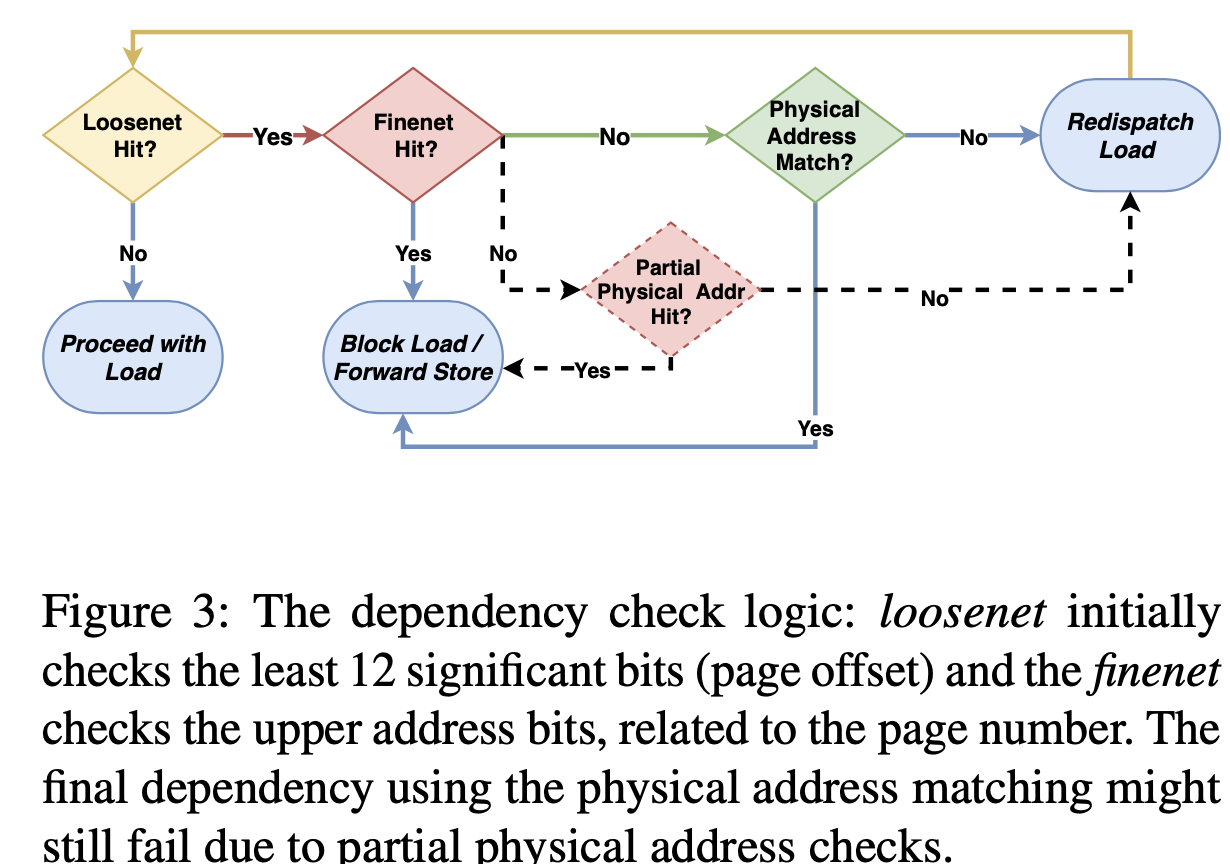 Loosenet
Hit?
Yes
Finenet
Hit?
No
Physical
Address
Match?
No
Redispatch
Load
No
Yes
No
Partial
Physical Addr
Hit?
No
Proceed with
Load
Block Load /
Forward Store
Yes
Yes
Figure 3: The dependency check logic: loosenet initially
checks the least 12 significant bits (page offset) and the finenet
checks the upper address bits, related to the page number. The
final dependency using the physical address matching might
still fail due to partial physical address checks.